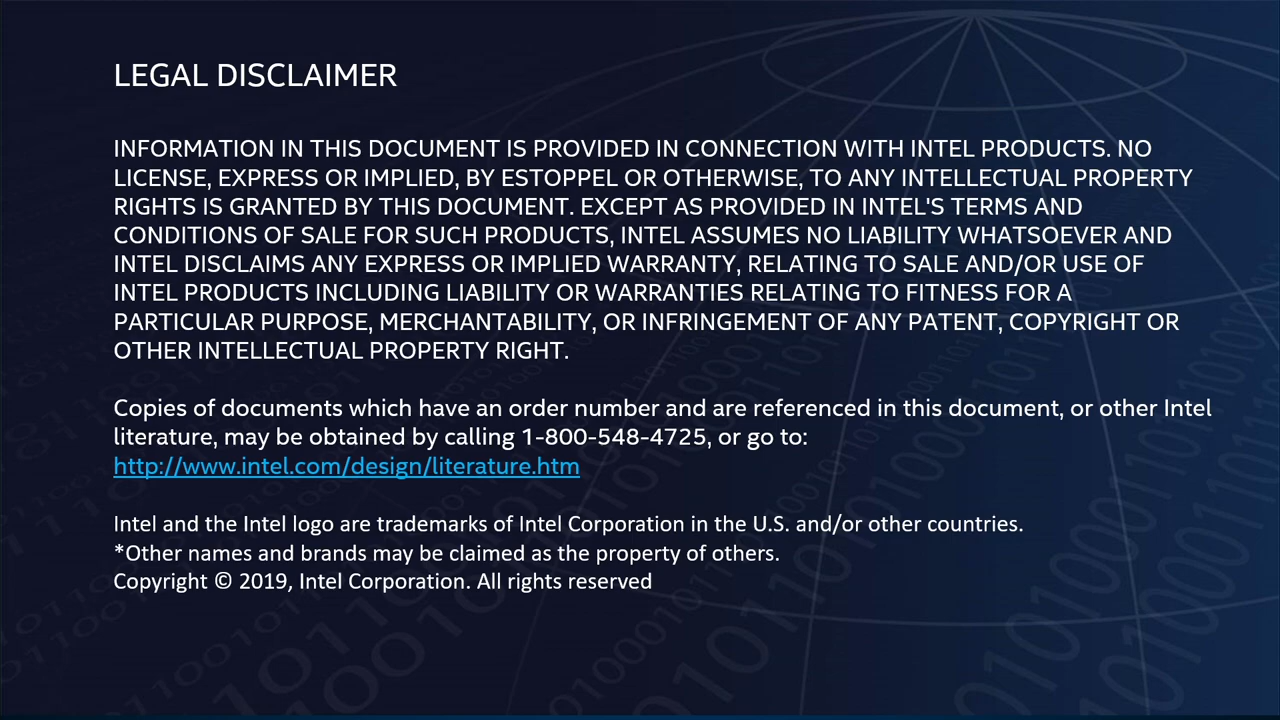 LEGAL DISCLAIMER
INFORMATION IN THIS DOCUMENT IS PROVIDED IN CONNECTION WITH INTEL PRODUCTS. NO
LICENSE, EXPRESS OR IMPLIED, BY ESTOPPEL OR OTHERWISE, TO ANY INTELLECTUAL PROPERTY
RIGHTS IS GRANTED BY THIS DOCUMENT. EXCEPT AS PROVIDED IN INTEL'S TERMS AND
CONDITIONS OF SALE FOR SUCH PRODUCTS, INTEL ASSUMES NO LIABILITY WHATSOEVER AND
INTEL DISCLAIMS ANY EXPRESS OR IMPLIED WARRANTY, RELATING TO SALE AND/OR USE OF
INTEL PRODUCTS INCLUDING LIABILITY OR WARRANTIES RELATING TO FITNESS FOR A
PARTICULAR PURPOSE, MERCHANTABILITY, OR INFRINGEMENT OF ANY PATENT, COPYRIGHT OR
OTHER INTELLECTUAL PROPERTY RIGHT.
Copies of documents which have an order number and are referenced in this document, or other Intel
literature, may be obtained by calling 1-800-548-4725, or go to:
http://www.intel.com/design/literature.htm
Intel and the Intel logo are trademarks of Intel Corporation in the U.S. and/or other countries.
*Other names and brands may be claimed as the property of others.
Copyright © 2019, Intel Corporation. All rights reserved